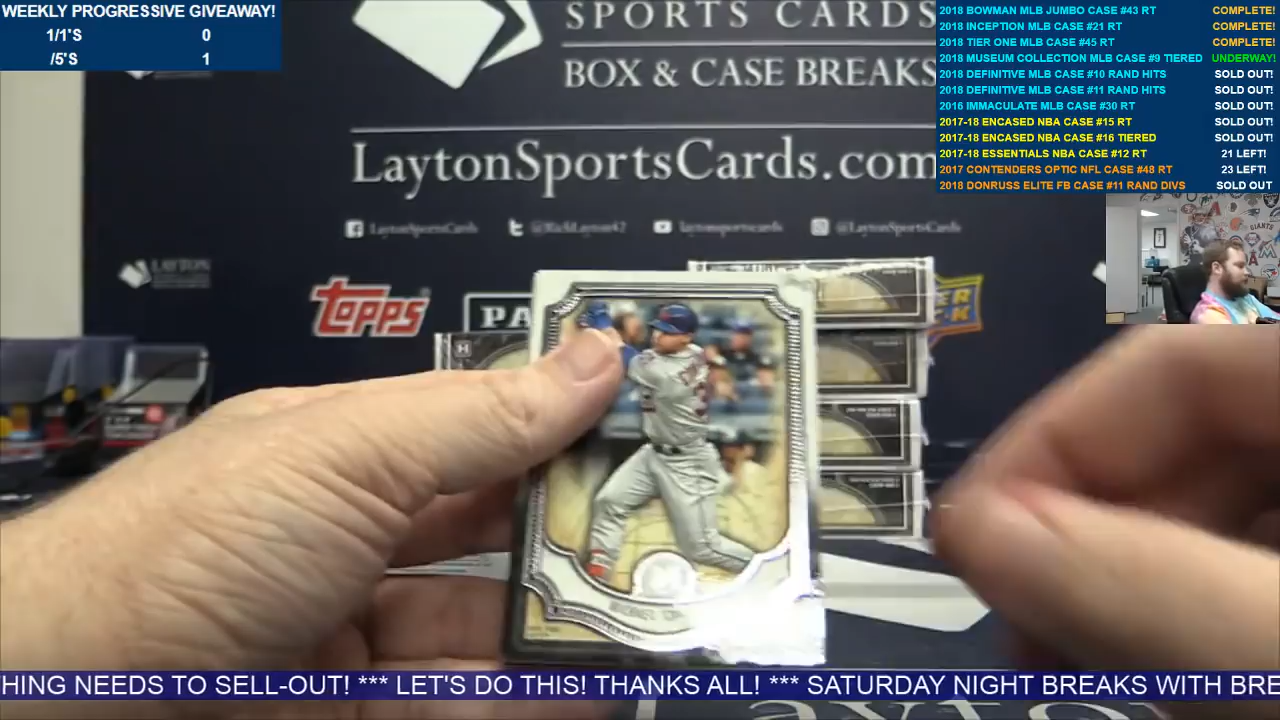 WEEKLY PROGRESSIVE GIVEAWAY!
1/1'S 0
/5'S 1
SPORTS CARDS
BOX & CASE BREAKS
LaytonSportsCards.com
LaytonSportsCards @RichLayton42 laytonsportscards @LaytonSportsCards
LAYTON
TOPPS
PA
2018 BOWMAN MLB JUMBO CASE #43 RT COMPLETE!
2018 INCEPTION MLB CASE #21 RT COMPLETE!
2018 TIER ONE MLB CASE #45 RT COMPLETE!
2018 MUSEUM COLLECTION MLB CASE #9 TIERED UNDERWAY!
2018 DEFINITIVE MLB CASE #10 RAND HITS SOLD OUT!
2018 DEFINITIVE MLB CASE #11 RAND HITS SOLD OUT!
2016 IMMACULATE MLB CASE #30 RT SOLD OUT!
2017-18 ENCASED NBA CASE #15 RT SOLD OUT!
2017-18 ENCASED NBA CASE #16 TIERED SOLD OUT!
2017-18 ESSENTIALS NBA CASE #12 RT 21 LEFT!
2017 CONTENDERS OPTIC NFL CASE #48 RT 23 LEFT!
2018 DONRUSS ELITE FB CASE #11 RAND DIVS SOLD OUT
GIANTS
THING NEEDS TO SELL-OUT! *** LET'S DO THIS! THANKS ALL! *** SATURDAY NIGHT BREAKS WITH BRE